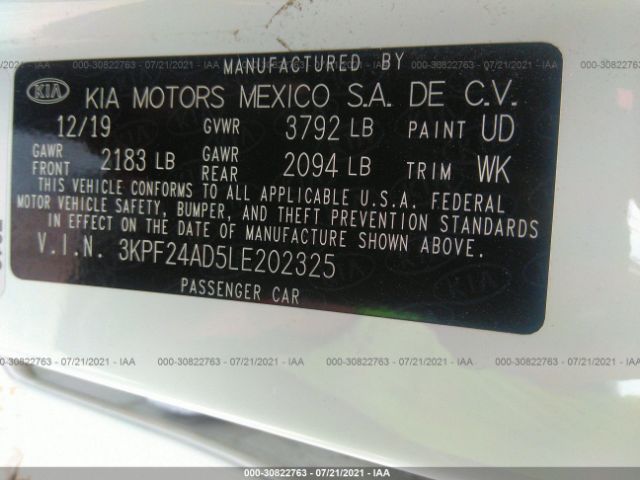 MANUFACTURED BY
KIA KIA MOTORS MEXICO S.A. DE C.V.
12/19 GVWR 3792 LB PAINT UD
GAWR FRONT 2183 LB GAWR REAR 2094 LB TRIM WK
THIS VEHICLE CONFORMS TO ALL APPLICABLE U.S.A. FEDERAL
MOTOR VEHICLE SAFETY, BUMPER, AND THEFT PREVENTION STANDARDS
IN EFFECT ON THE DATE OF MANUFACTURE SHOWN ABOVE.
V.I.N. 3KPF24AD5LE202325
PASSENGER CAR
000-30822763 - 07/21/2021 - IAA
000-30822763 - 07/21/2021 - IAA
000-30822763 - 07/21/2021 - IAA